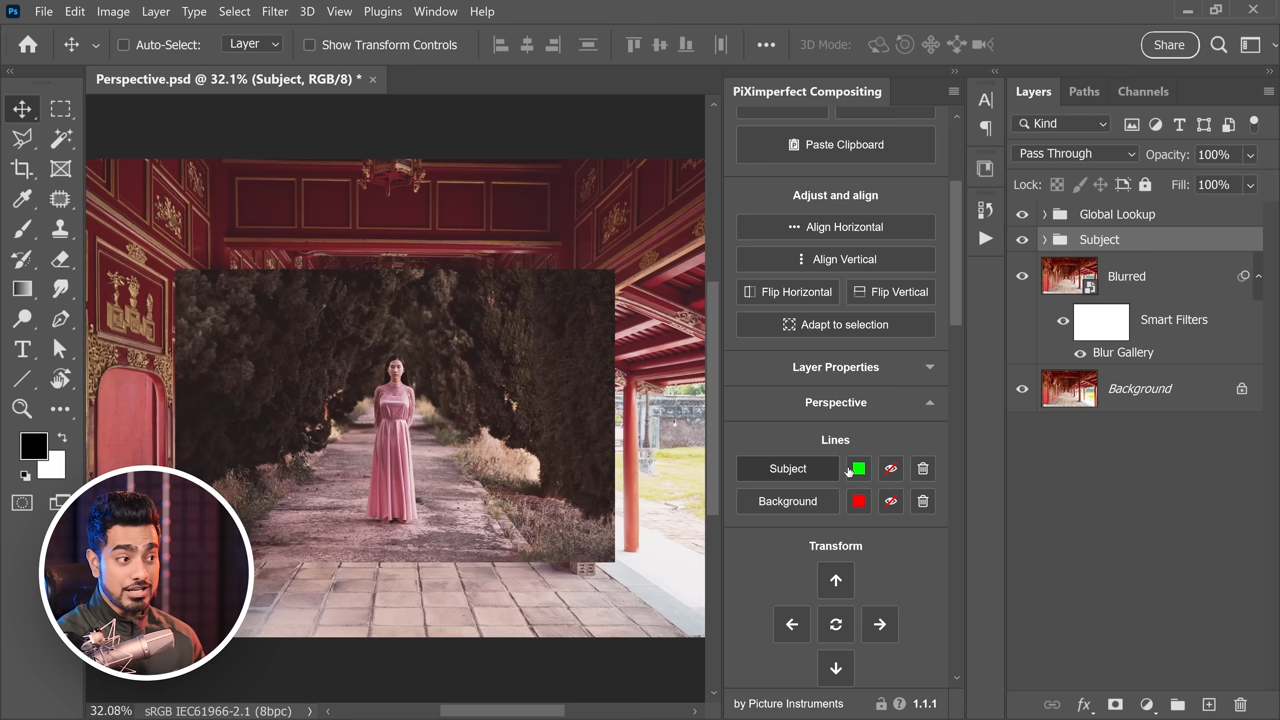 Ps File Edit Image Layer Type Select Filter 3D View Plugins Window Help
Auto-Select: Layer Show Transform Controls 3D Mode: Share
Perspective.psd @ 32.1% (Subject, RGB/8) *
PiXimperfect Compositing
Paste Clipboard
Adjust and align
Align Horizontal
Align Vertical
Flip Horizontal Flip Vertical
Adapt to selection
Layer Properties
Perspective
Lines
Subject
Background
Transform
by Picture Instruments 1.1.1
Layers Paths Channels
Kind
Pass Through Opacity: 100%
Lock: Fill: 100%
Global Lookup
Subject
Blurred
Smart Filters
Blur Gallery
Background
32.08% sRGB IEC61966-2.1 (8bpc)